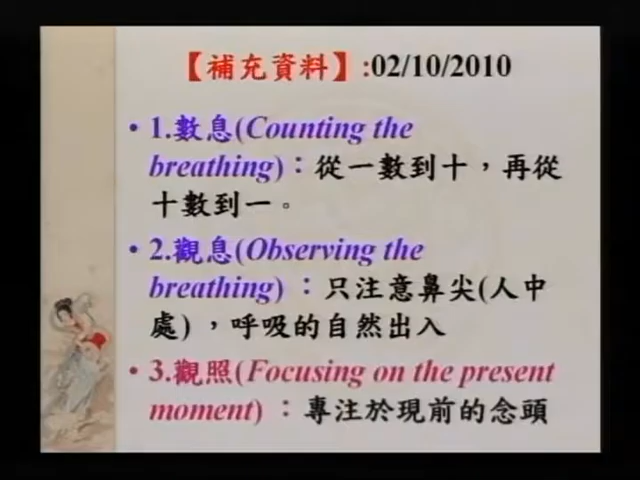 【補充資料】:02/10/2010
• 1.數息(Counting the
breathing)：從一數到十，再從
十數到一。
• 2.觀息(Observing the
breathing) ：只注意鼻尖(人中
處) ，呼吸的自然出入
• 3.觀照(Focusing on the present
moment) ：專注於現前的念頭